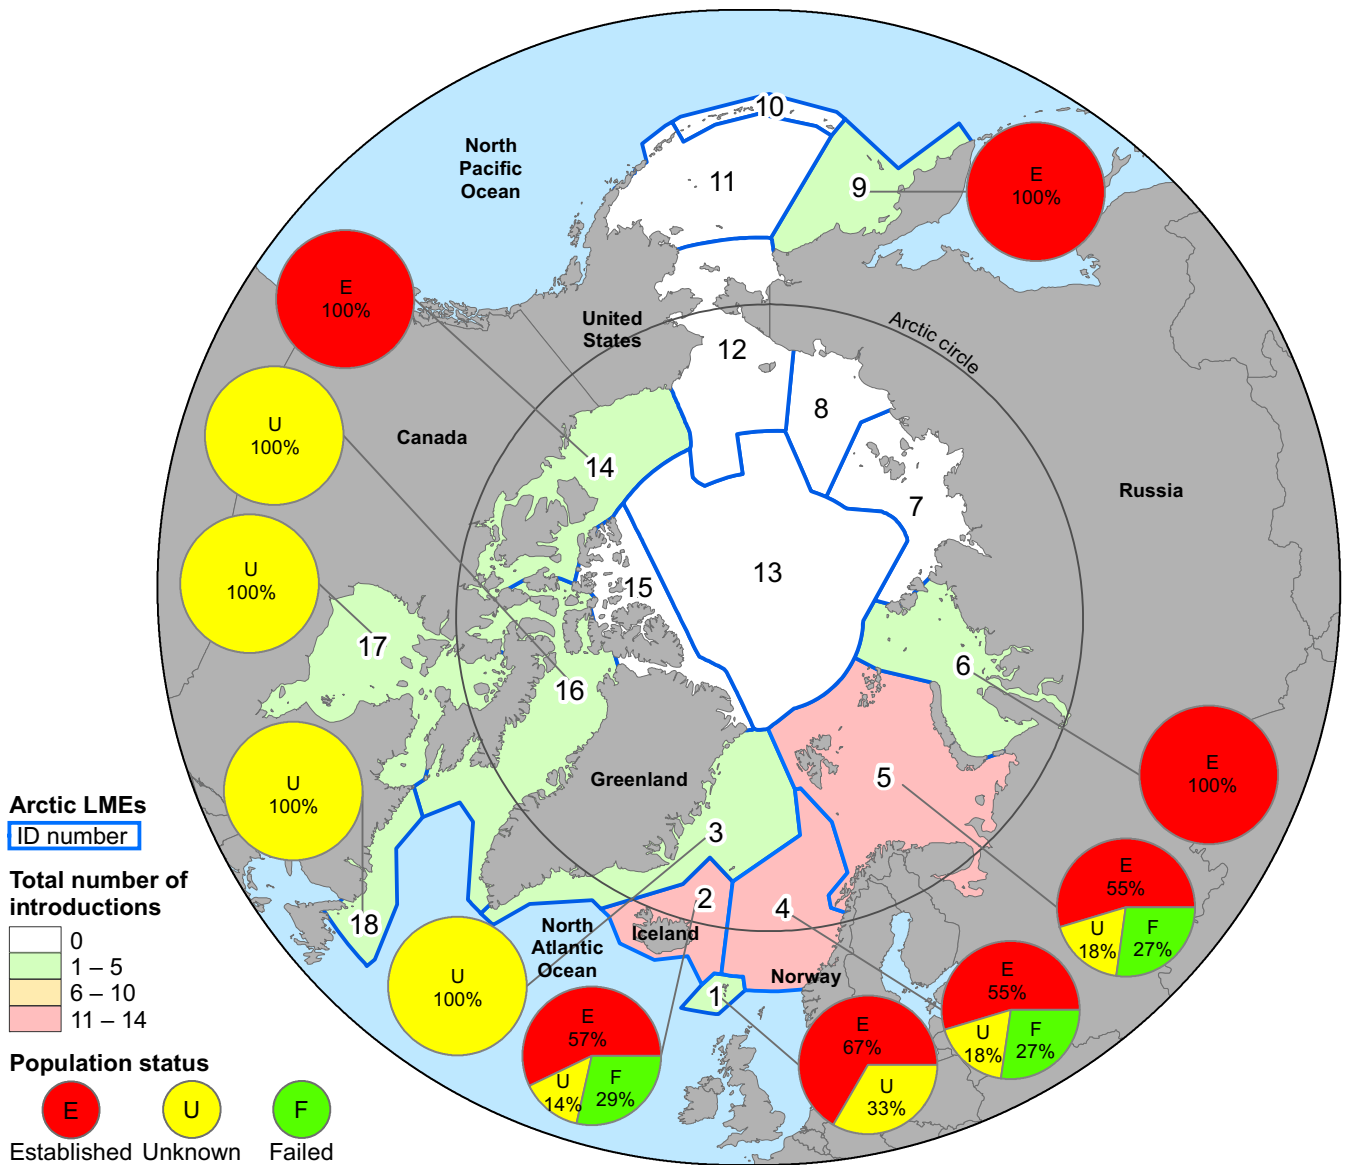 10
North
Pacific
Ocean
11
9
E
100%
E
100%
United
States
Arctic circle
12
8
U
100%
Canada
14
Russia
7
13
15
U
100%
17
16
6
E
100%
U
100%
Greenland
5
3
Arctic LMEs
ID number
Total number of
introductions
0
1 – 5
6 – 10
11 – 14
18
2
4
Iceland
North
Atlantic
Ocean
Norway
1
U
100%
E
57%
U
14%
F
29%
E
67%
U
33%
E
55%
U
18%
F
27%
E
55%
U
18%
F
27%
Population status
E
U
F
Established
Unknown
Failed